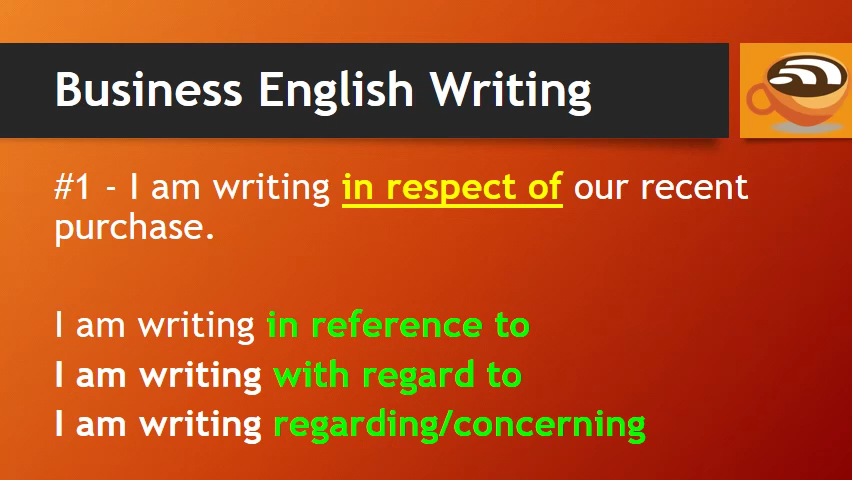 Business English Writing
#1 - I am writing in respect of our recent
purchase.
I am writing in reference to
I am writing with regard to
I am writing regarding/concerning